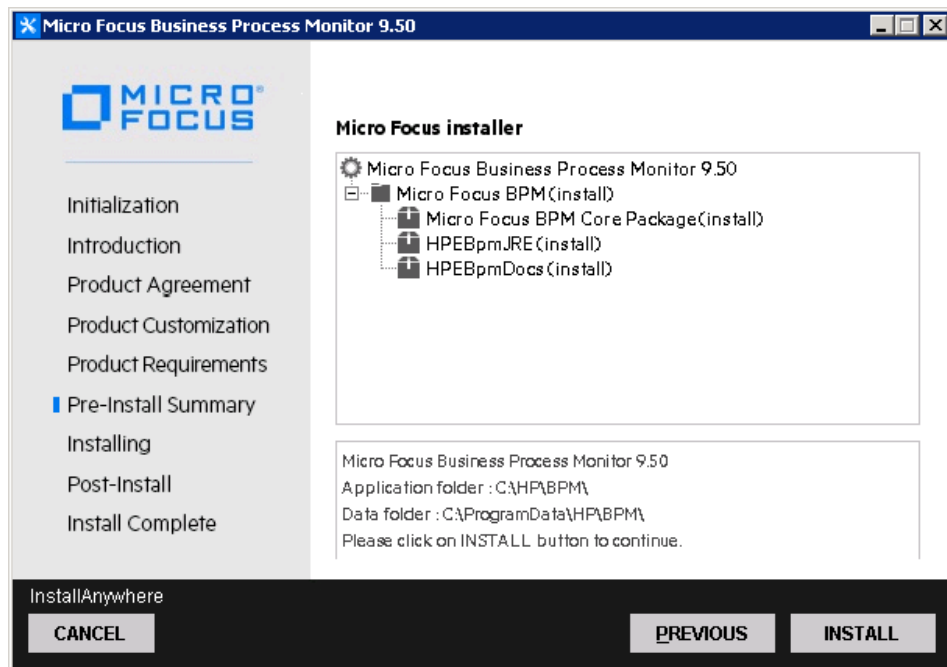 Micro Focus Business Process Monitor 9.50
MICRO
FOCUS
Initialization
Introduction
Product Agreement
Product Customization
Product Requirements
Pre-Install Summary
Installing
Post-Install
Install Complete
Micro Focus installer
Micro Focus Business Process Monitor 9.50
Micro Focus BPM(install)
Micro Focus BPM Core Package(install)
HPEBpmJRE(install)
HPEBpmDocs(install)
Micro Focus Business Process Monitor 9.50
Application folder : C:\HP\BPM\
Data folder : C:\ProgramData\HP\BPM\
Please click on INSTALL button to continue.
InstallAnywhere
CANCEL
PREVIOUS
INSTALL